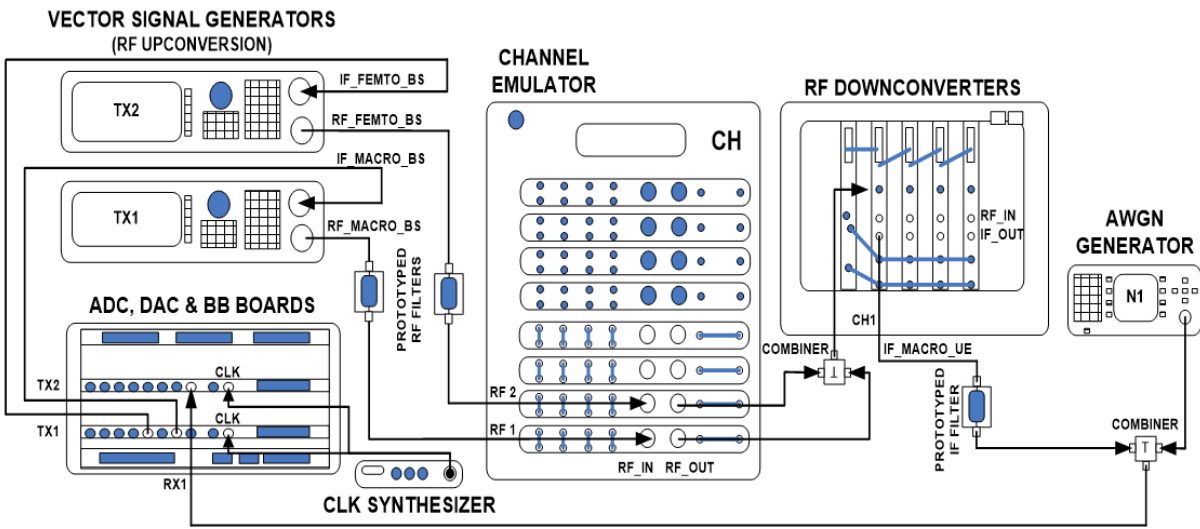 VECTOR SIGNAL GENERATORS
(RF UPCONVERSION)
TX2
IF_FEMTO_BS
RF_FEMTO_BS
IF_MACRO_BS
TX1
RF_MACRO_BS
PROTOTYPED
RF FILTERS
ADC, DAC & BB BOARDS
TX2
CLK
TX1
CLK
RX1
CLK SYNTHESIZER
CHANNEL
EMULATOR
CH
RF 2
RF 1
RF_IN RF_OUT
RF DOWNCONVERTERS
RF_IN
IF_OUT
CH1
COMBINER
T
IF_MACRO_UE
PROTOTYPED
IF FILTER
AWGN
GENERATOR
N1
COMBINER
T